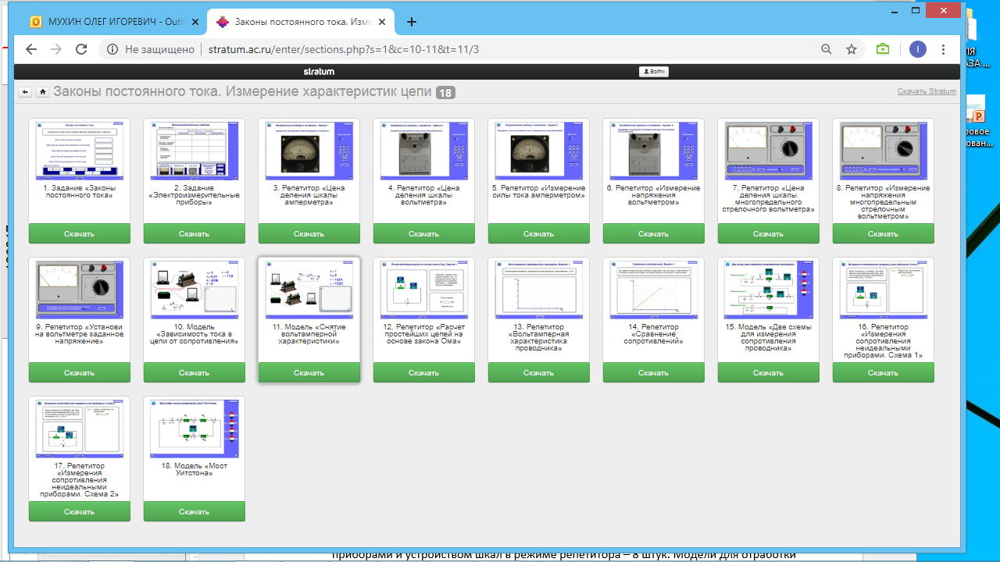 МУХИН ОЛЕГ ИГОРЕВИЧ - Outl
Законы постоянного тока. Изме
Не защищено
stratum.ac.ru/enter/sections.php?s=1&c=10-11&t=11/3
I
stratum
Войти
Законы постоянного тока. Измерение характеристик цепи 18
Скачать Stratum
1. Задание «Законы
постоянного тока»
Скачать
2. Задание
«Электроизмерительные
приборы»
Скачать
3. Репетитор «Цена
деления шкалы
амперметра»
Скачать
4. Репетитор «Цена
деления шкалы
вольтметра»
Скачать
5. Репетитор «Измерение
силы тока амперметром»
Скачать
6. Репетитор «Измерение
напряжения
вольтметром»
Скачать
7. Репетитор «Цена
деления шкалы
многопредельного
стрелочного вольтметра»
Скачать
8. Репетитор «Измерение
напряжения
многопредельным
стрелочным
вольтметром»
Скачать
9. Репетитор «Установи
на вольтметре заданное
напряжение»
Скачать
10. Модель
«Зависимость тока в
цепи от сопротивления»
Скачать
11. Модель «Снятие
вольтамперной
характеристики»
Скачать
12. Репетитор «Расчет
простейших цепей на
основе закона Ома»
Скачать
13. Репетитор
«Вольтамперная
характеристика
проводника»
Скачать
14. Репетитор
«Сравнение
сопротивлений»
Скачать
15. Модель «Две схемы
для измерения
сопротивления
проводника»
Скачать
16. Репетитор
«Измерения
сопротивления
неидеальными
приборами. Схема 1»
Скачать
17. Репетитор
«Измерения
сопротивления
неидеальными
приборами. Схема 2»
Скачать
18. Модель «Мост
Уитстона»
Скачать
приборами и устройством шкал в режиме репетитора – 8 штук. Модели для отработки